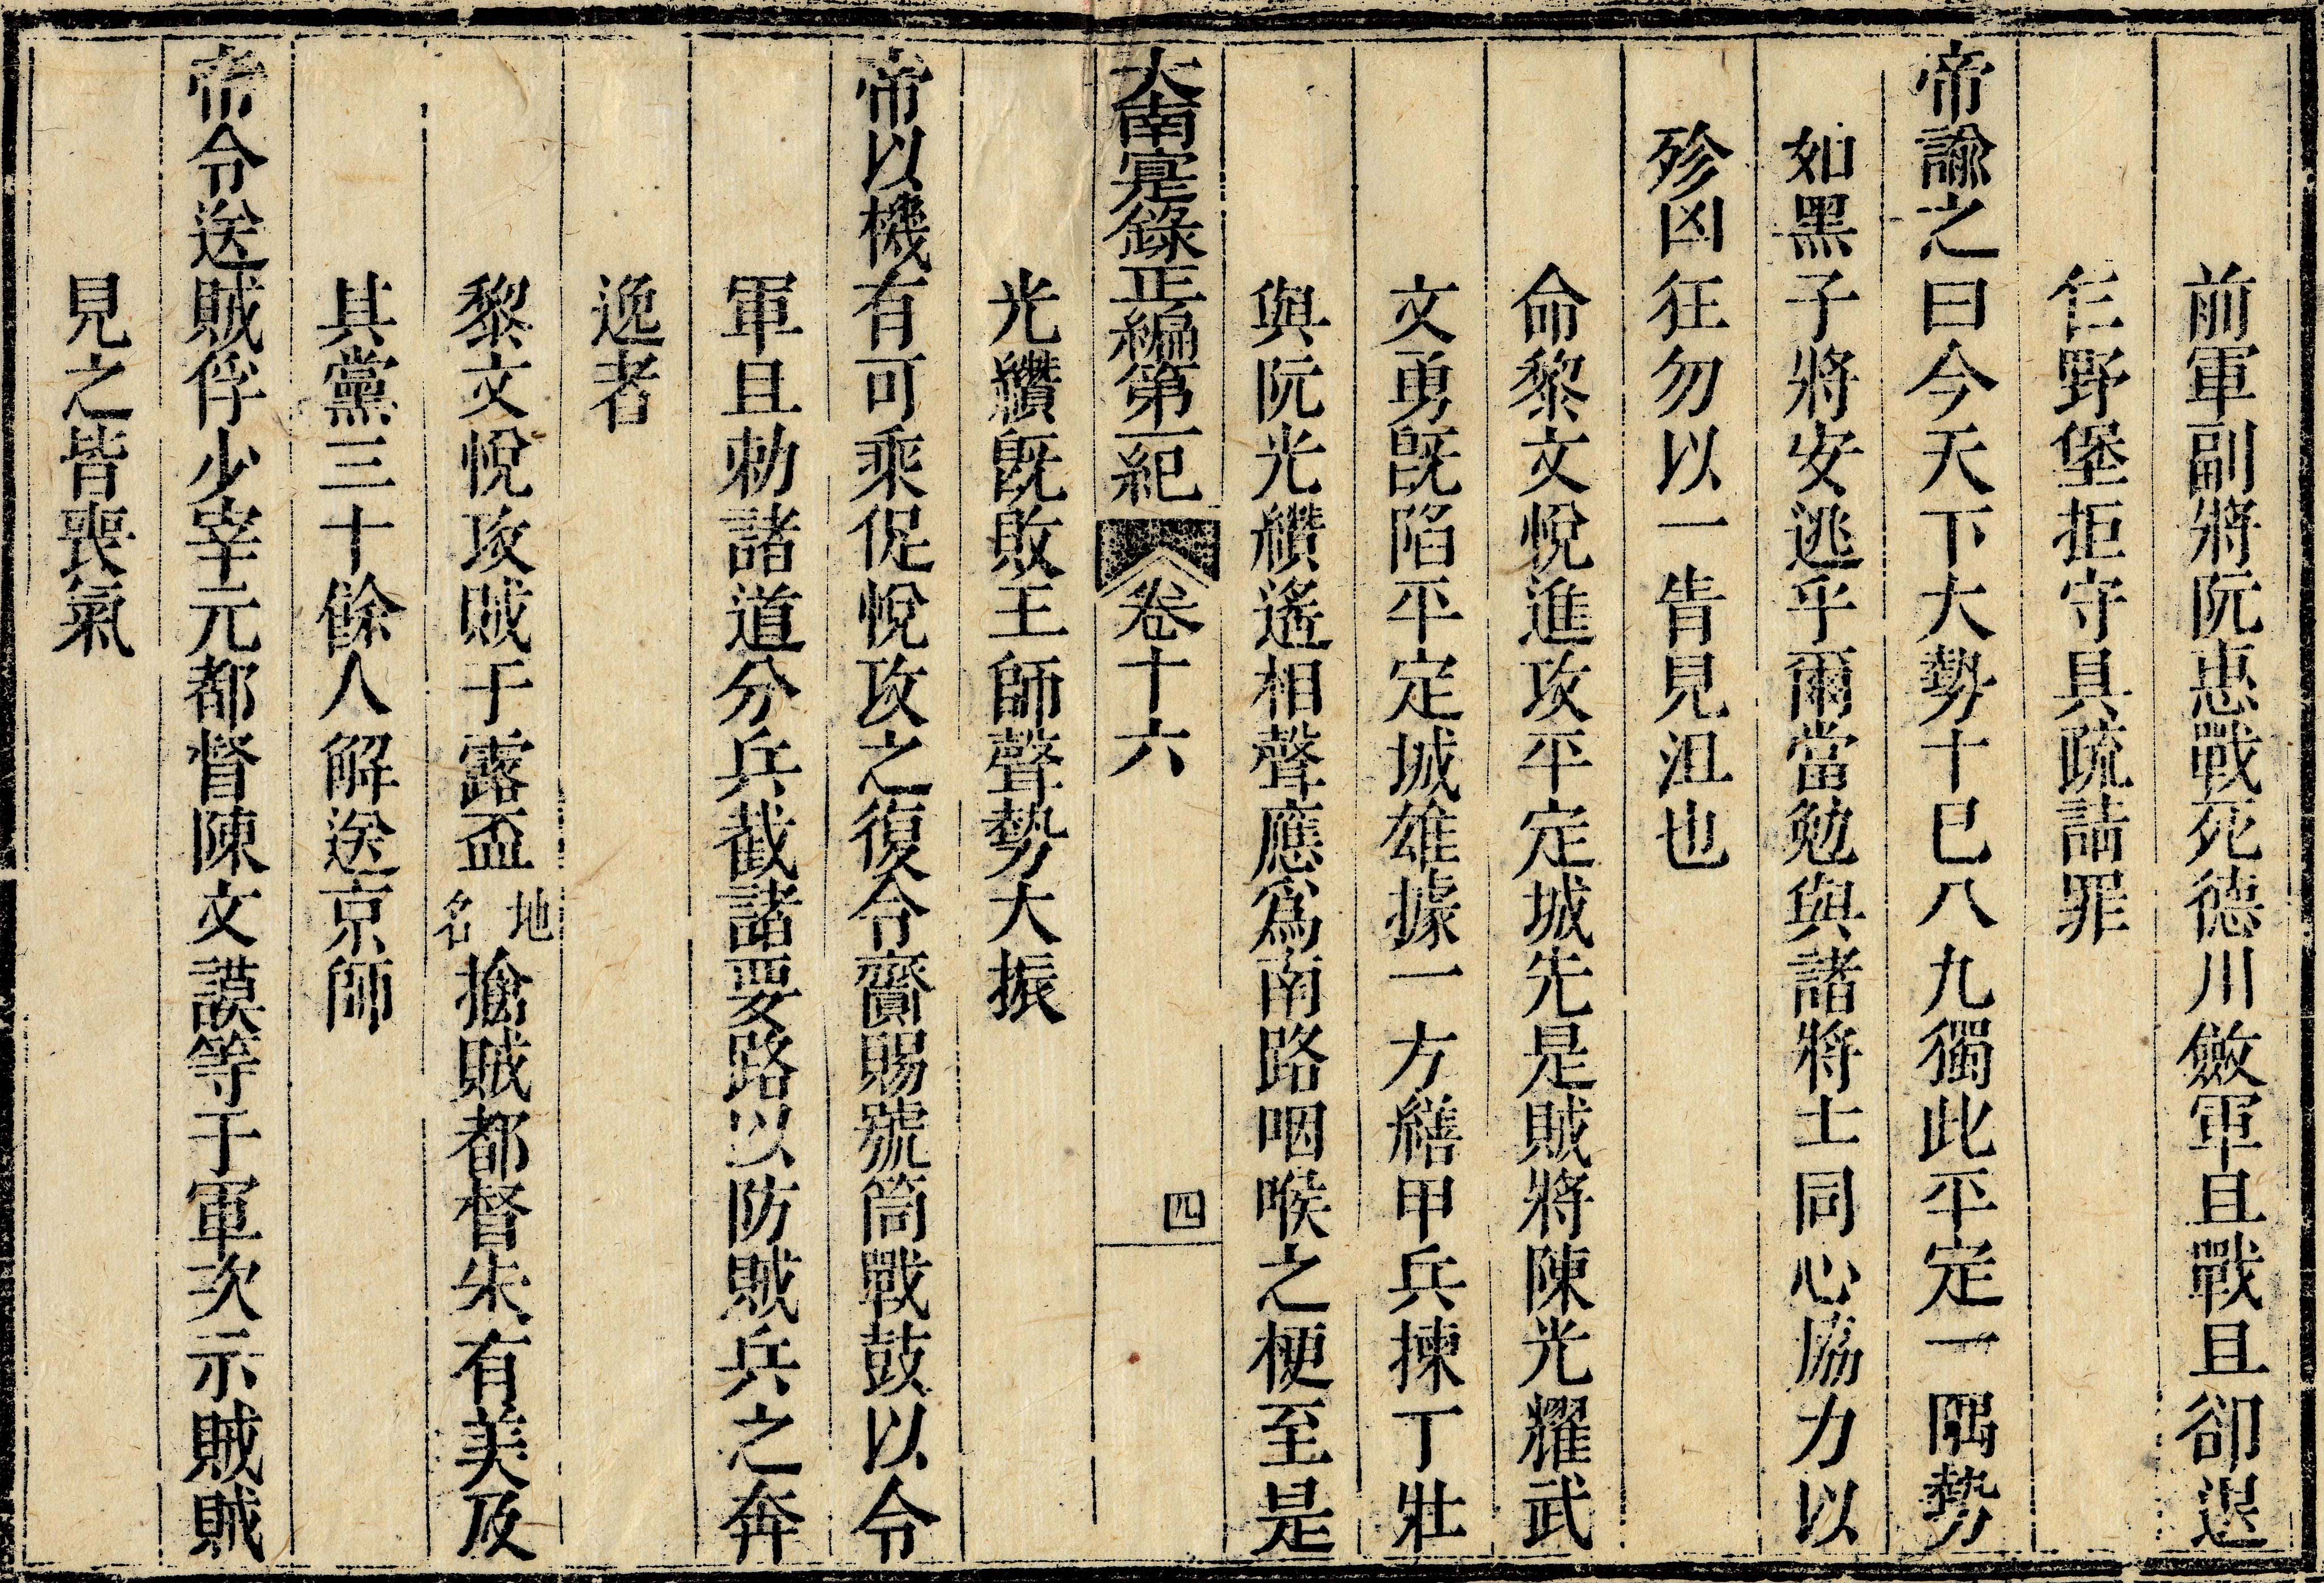 前軍副將阮惠戰死德川斂軍且戰且卻退
乍野堡拒守具疏請罪
帝諭之曰今天下大勢十巳八九獨此平定一隅勢
如黑子將安逃乎爾當勉與諸將士同心協力以
殄凶狂勿以一眚見沮也
命黎文悅進攻平定城先是賊將陳光耀武
文勇旣陷平定城雄據一方繕甲兵揀丁壯
與阮光纘遙相聲應爲南路咽喉之梗至是
大南寔錄正編第一紀 卷十六 四
光纘旣敗王師聲勢大振
帝以機有可乘促悅攻之復令齎賜號筒戰鼓以令
軍且勅諸道分兵截諸要路以防賊兵之奔
逸者
黎文悅攻賊于露盃地名搶賊都督朱有美及
其黨三十餘人解送京師
帝令送賊俘少宰元都督陳文謨等于軍次示賊賊
見之皆喪氣